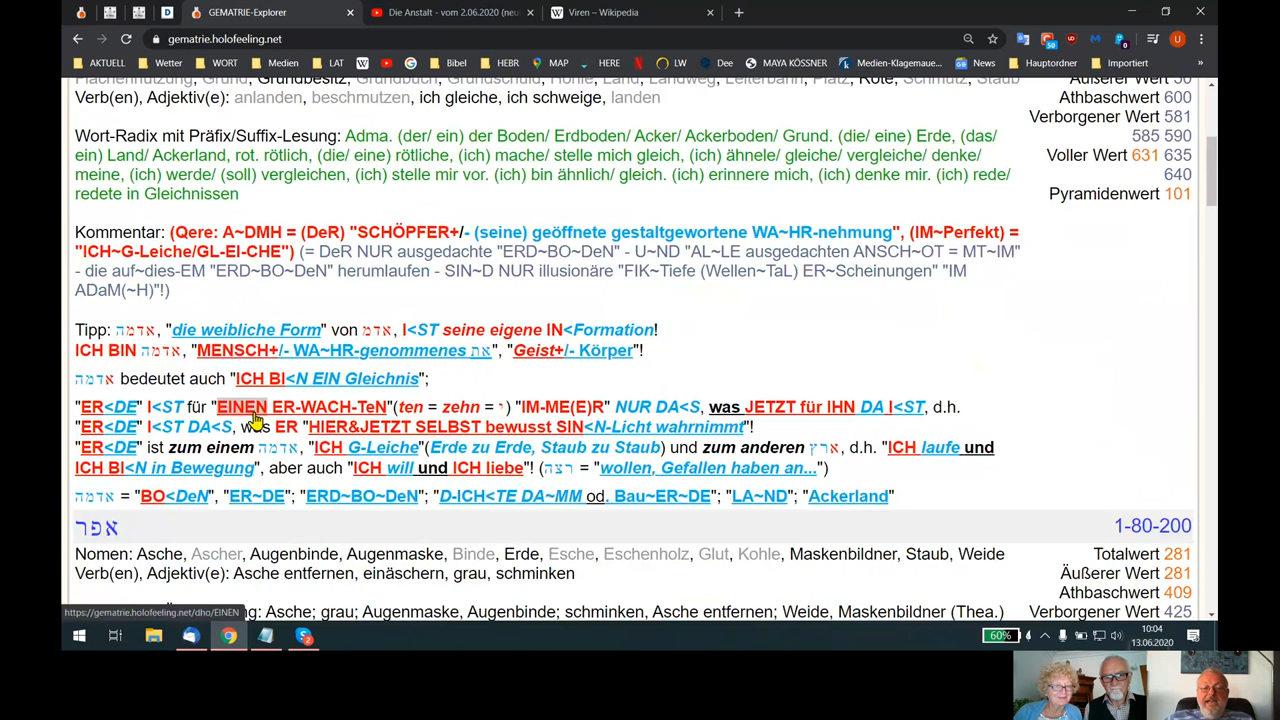 GEMATRIE-Explorer
Die Anstalt - vom 2.06.2020 (neu
Viren – Wikipedia
gematrie.holofeeling.net
AKTUELL Wetter WORT Medien LAT Bibel HEBR MAP HERE LW Dee MAYA KÖSSNER Medien-Klagemaue... News Hauptordner Importiert
Flächennutzung, Grund, Grundbesitz, Grundbuch, Grundschuld, Höhle, Land, Landweg, Leiterbahn, Platz, Röte, Schmutz, Staub
Äußerer Wert 50
Verb(en), Adjektiv(e): anlanden, beschmutzen, ich gleiche, ich schweige, landen
Athbaschwert 600
Verborgener Wert 581
585 590
Voller Wert 631 635
640
Pyramidenwert 101
Wort-Radix mit Präfix/Suffix-Lesung: Adma. (der/ ein) der Boden/ Erdboden/ Acker/ Ackerboden/ Grund. (die/ eine) Erde, (das/
ein) Land/ Ackerland, rot. rötlich, (die/ eine) rötliche, (ich) mache/ stelle mich gleich, (ich) ähnele/ gleiche/ vergleiche/ denke/
meine, (ich) werde/ (soll) vergleichen, (ich) stelle mir vor. (ich) bin ähnlich/ gleich. (ich) erinnere mich, (ich) denke mir. (ich) rede/
redete in Gleichnissen
Kommentar: (Qere: A~DMH = (DeR) "SCHÖPFER+/- (seine) geöffnete gestaltgewortene WA~HR-nehmung", (IM~Perfekt) =
"ICH~G-Leiche/GL-EI-CHE") (= DeR NUR ausgedachte "ERD~BO~DeN" - U~ND "AL~LE ausgedachten ANSCH~OT = MT~IM"
- die auf~dies-EM "ERD~BO~DeN" herumlaufen - SIN~D NUR illusionäre "FIK~Tiefe (Wellen~TaL) ER~Scheinungen" "IM
ADaM(~H)"!)
Tipp: אדמה, "die weibliche Form" von אדמ, I<ST seine eigene IN<Formation!
ICH BIN אדמה, "MENSCH+/- WA~HR-genommenes את", "Geist+/- Körper"!
אדמה bedeutet auch "ICH BI<N EIN Gleichnis";
"ER<DE" I<ST für "EINEN ER-WACH-TeN"(ten = zehn = י) "IM-ME(E)R" NUR DA<S, was JETZT für IHN DA I<ST, d.h.
"ER<DE" I<ST DA<S, was ER "HIER&JETZT SELBST bewusst SIN<N-Licht wahrnimmt"!
"ER<DE" ist zum einem אדמה, "ICH G-Leiche"(Erde zu Erde, Staub zu Staub) und zum anderen ארץ, d.h. "ICH laufe und
ICH BI<N in Bewegung", aber auch "ICH will und ICH liebe"! (רצה = "wollen, Gefallen haben an...")
אדמה = "BO<DeN", "ER~DE"; "ERD~BO~DeN"; "D-ICH<TE DA~MM od. Bau~ER~DE"; "LA~ND"; "Ackerland"
אפר
1-80-200
Nomen: Asche, Ascher, Augenbinde, Augenmaske, Binde, Erde, Esche, Eschenholz, Glut, Kohle, Maskenbildner, Staub, Weide
Totalwert 281
Verb(en), Adjektiv(e): Asche entfernen, einäschern, grau, schminken
Äußerer Wert 281
Athbaschwert 409
https://gematrie.holofeeling.net/dho/EINEN
ng: Asche; grau; Augenmaske, Augenbinde; schminken, Asche entfernen; Weide, Maskenbildner (Thea.)
Verborgener Wert 425
60%
10:04
13.06.2020